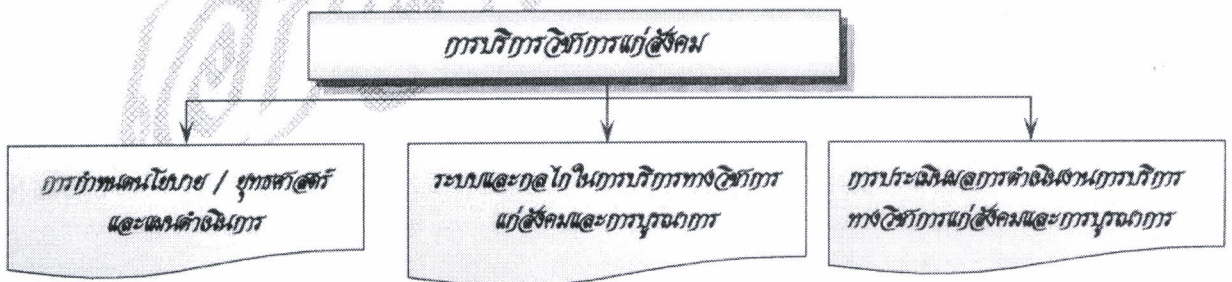 การบริการวิชาการแก่สังคม
การกำหนดนโยบาย / ยุทธศาสตร์
และแผนดำเนินการ
ระบบและกลไกในการบริการทางวิชาการ
แก่สังคมและการบูรณาการ
การประเมินผลการดำเนินงานการบริการ
ทางวิชาการแก่สังคมและการบูรณาการ